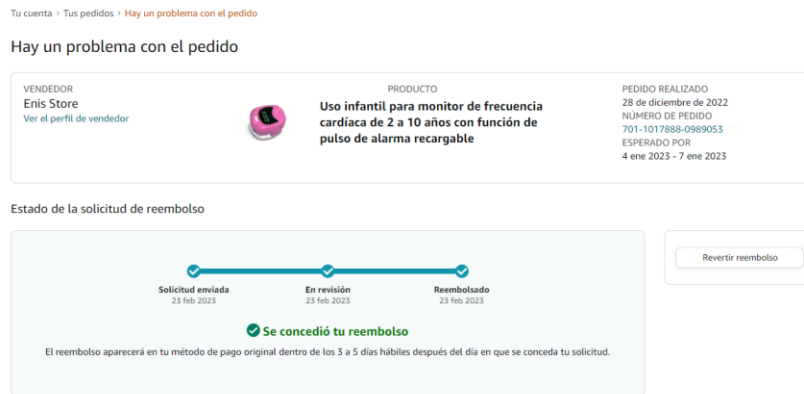 Tu cuenta › Tus pedidos › Hay un problema con el pedido
Hay un problema con el pedido
VENDEDOR
Enis Store
Ver el perfil de vendedor
PRODUCTO
Uso infantil para monitor de frecuencia
cardíaca de 2 a 10 años con función de
pulso de alarma recargable
PEDIDO REALIZADO
28 de diciembre de 2022
NÚMERO DE PEDIDO
701-1017888-0989053
ESPERADO POR
4 ene 2023 - 7 ene 2023
Estado de la solicitud de reembolso
Solicitud enviada
23 feb 2023
En revisión
23 feb 2023
Reembolsado
23 feb 2023
Se concedió tu reembolso
El reembolso aparecerá en tu método de pago original dentro de los 3 a 5 días hábiles después del día en que se conceda tu solicitud.
Revertir reembolso